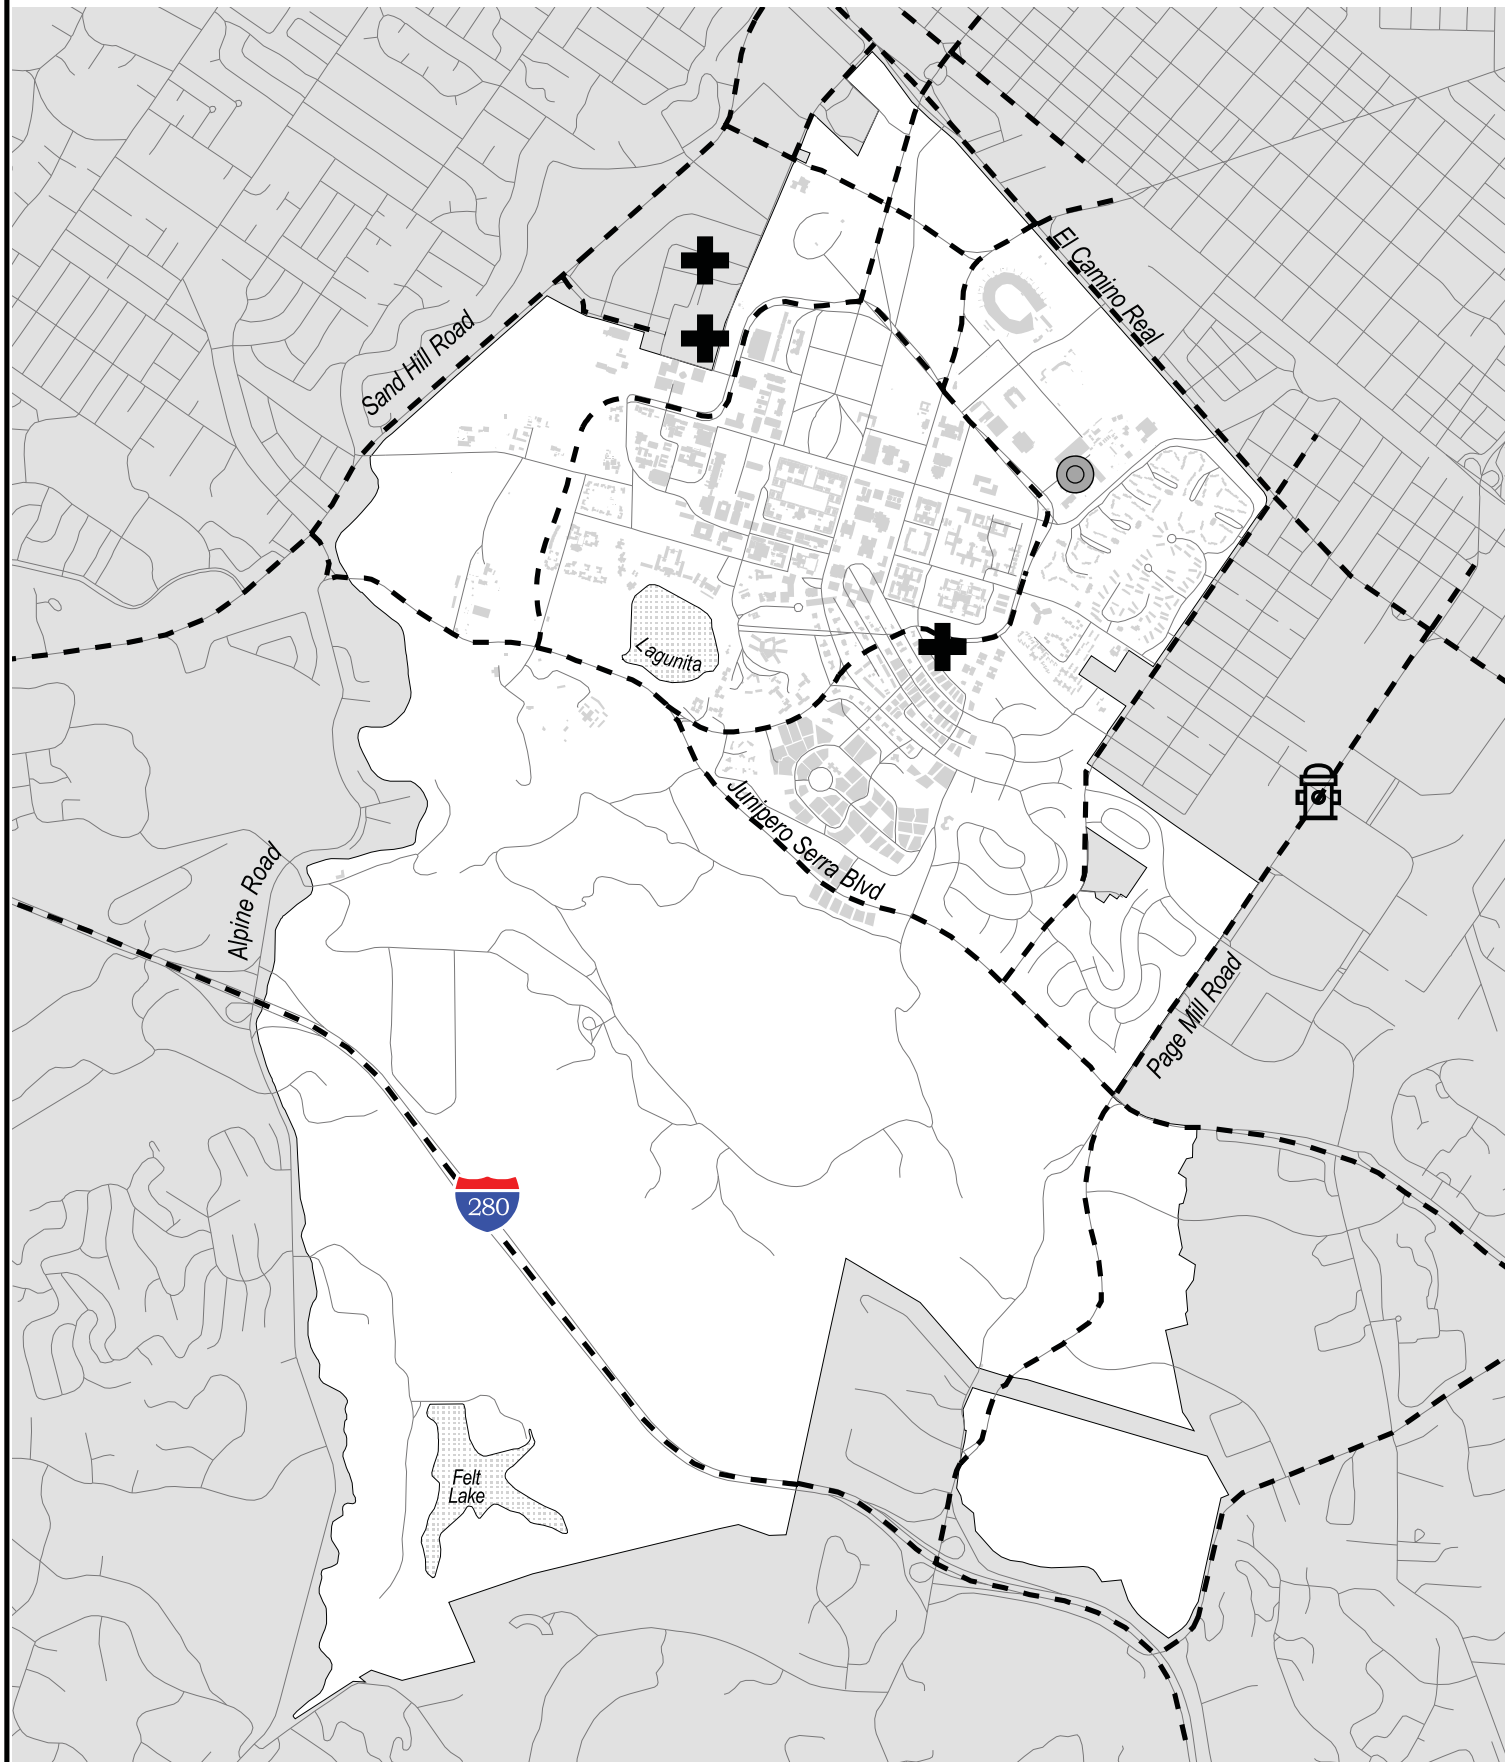 El Camino Real
Sand Hill Road
Lagunita
Junipero Serra Blvd
Alpine Road
Page Mill Road
280
Felt
Lake